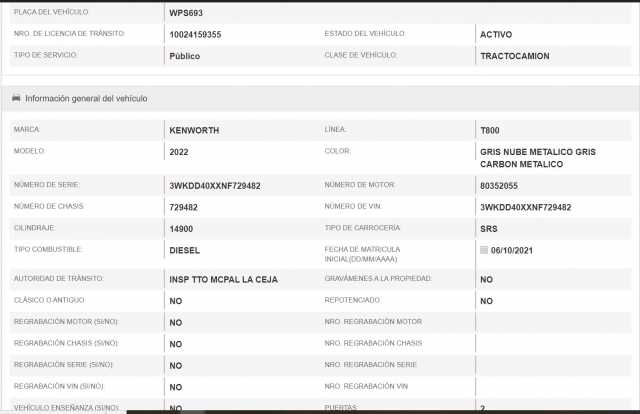 PLACA DEL VEHÍCULO: WPS693
NRO. DE LICENCIA DE TRÁNSITO: 10024159355 ESTADO DEL VEHÍCULO: ACTIVO
TIPO DE SERVICIO: Público CLASE DE VEHÍCULO: TRACTOCAMION
Información general del vehículo
MARCA: KENWORTH LÍNEA: T800
MODELO: 2022 COLOR: GRIS NUBE METALICO GRIS
CARBON METALICO
NÚMERO DE SERIE: 3WKDD40XXNF729482 NÚMERO DE MOTOR: 80352055
NÚMERO DE CHASIS: 729482 NÚMERO DE VIN: 3WKDD40XXNF729482
CILINDRAJE: 14900 TIPO DE CARROCERÍA: SRS
TIPO COMBUSTIBLE: DIESEL FECHA DE MATRICULA 06/10/2021
INICIAL(DD/MM/AAAA):
AUTORIDAD DE TRÁNSITO: INSP TTO MCPAL LA CEJA GRAVÁMENES A LA PROPIEDAD: NO
CLÁSICO O ANTIGUO: NO REPOTENCIADO: NO
REGRABACIÓN MOTOR (SI/NO): NO NRO. REGRABACIÓN MOTOR
REGRABACIÓN CHASIS (SI/NO): NO NRO. REGRABACIÓN CHASIS
REGRABACIÓN SERIE (SI/NO): NO NRO. REGRABACIÓN SERIE
REGRABACIÓN VIN (SI/NO): NO NRO. REGRABACIÓN VIN
VEHÍCULO ENSEÑANZA (SI/NO): NO PUERTAS: 2